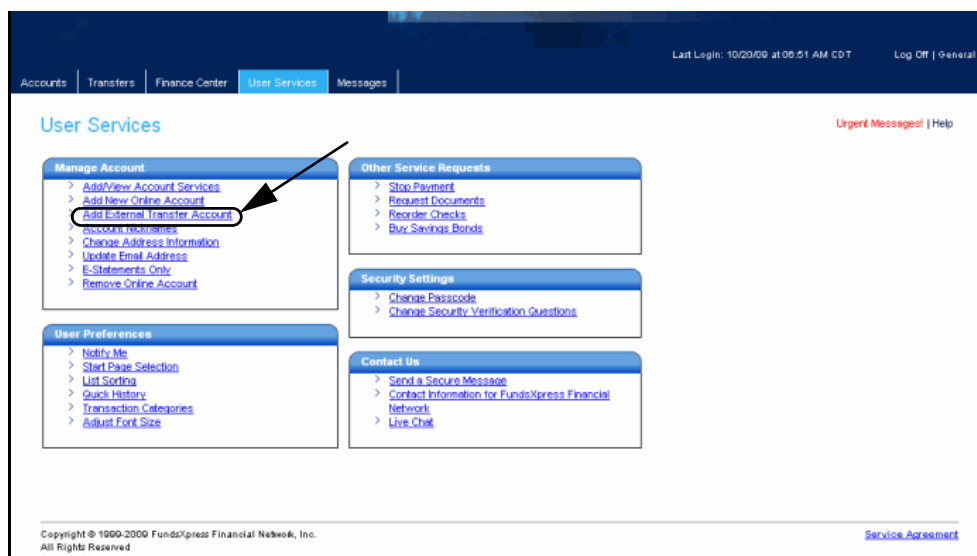 Last Login: 10/20/09 at 06:51 AM CDT
Log Off | General
Accounts
Transfers
Finance Center
User Services
Messages
User Services
Urgent Messages! | Help
Manage Account
> Add/View Account Services
> Add New Online Account
> Add External Transfer Account
> Account Nicknames
> Change Address Information
> Update Email Address
> E-Statements Only
> Remove Online Account
User Preferences
> Notify Me
> Start Page Selection
> List Sorting
> Quick History
> Transaction Categories
> Adjust Font Size
Other Service Requests
> Stop Payment
> Request Documents
> Reorder Checks
> Buy Savings Bonds
Security Settings
> Change Passcode
> Change Security Verification Questions
Contact Us
> Send a Secure Message
> Contact Information for FundsXpress Financial
Network
> Live Chat
Copyright © 1999-2009 FundsXpress Financial Network, Inc.
All Rights Reserved
Service Agreement